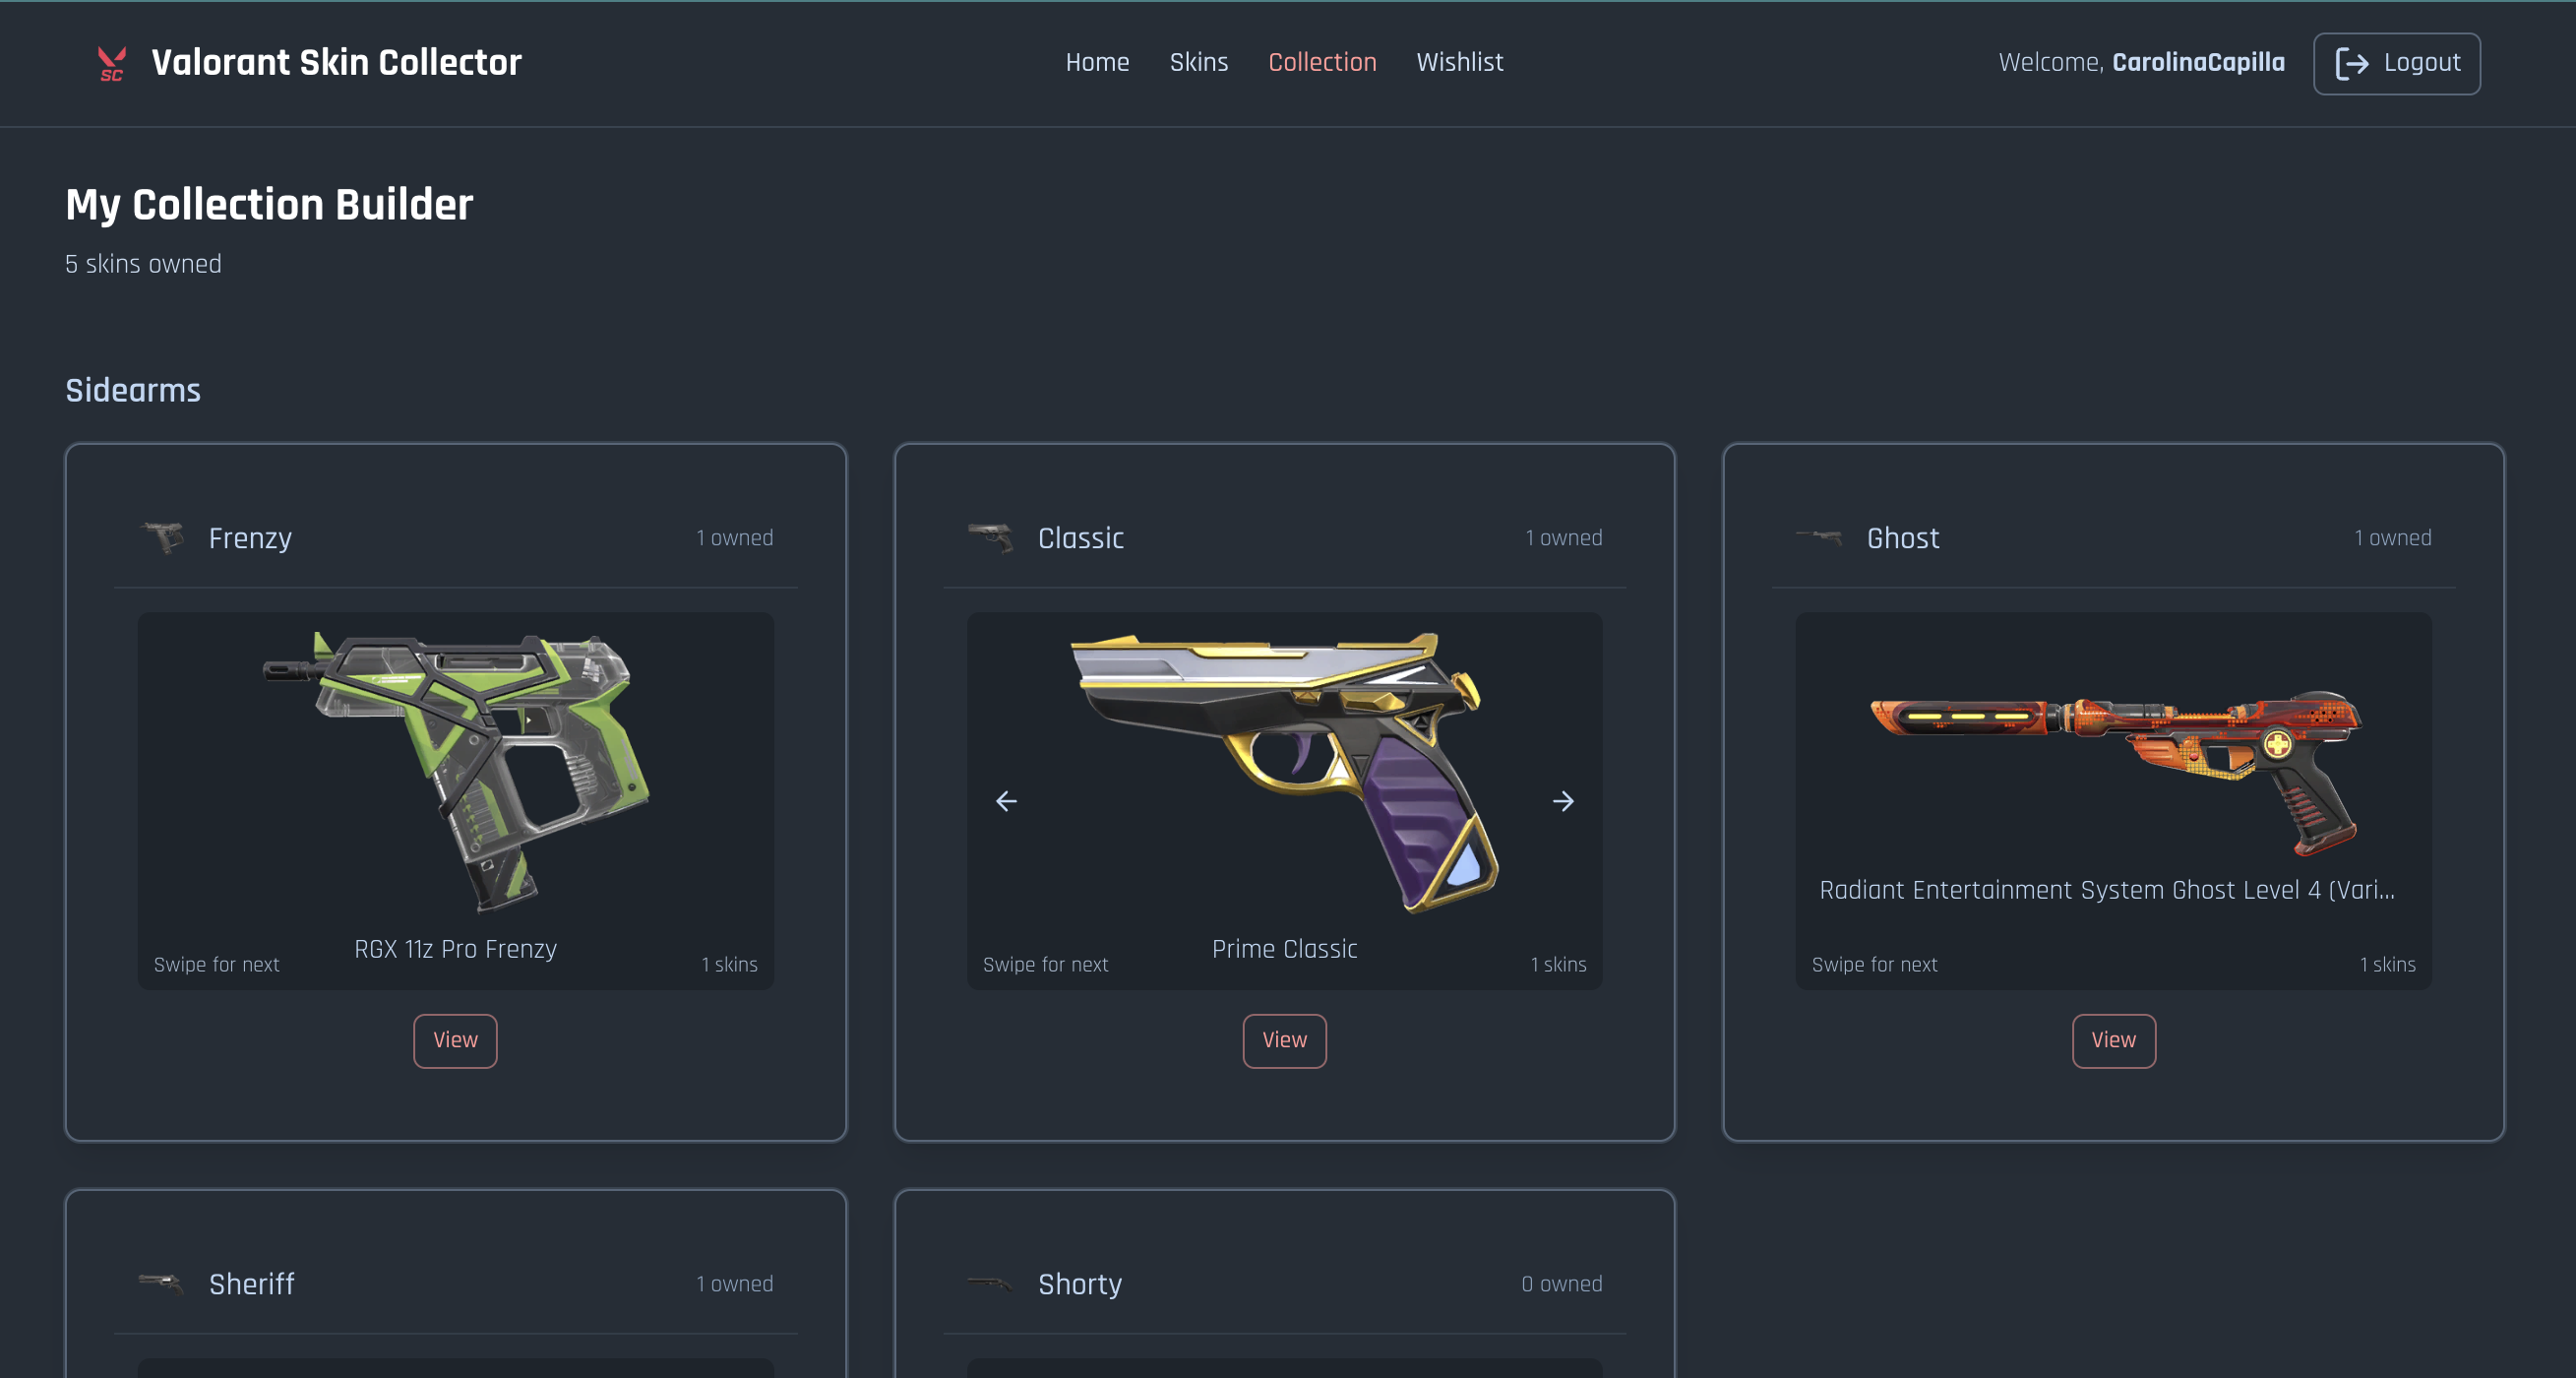 SC Valorant Skin Collector Home Skins Collection Wishlist Welcome, CarolinaCapilla Logout
My Collection Builder
5 skins owned
Sidearms
Frenzy 1 owned
RGX 11z Pro Frenzy
Swipe for next 1 skins
View
Classic 1 owned
Prime Classic
Swipe for next 1 skins
View
Ghost 1 owned
Radiant Entertainment System Ghost Level 4 (Vari...
Swipe for next 1 skins
View
Sheriff 1 owned
Shorty 0 owned